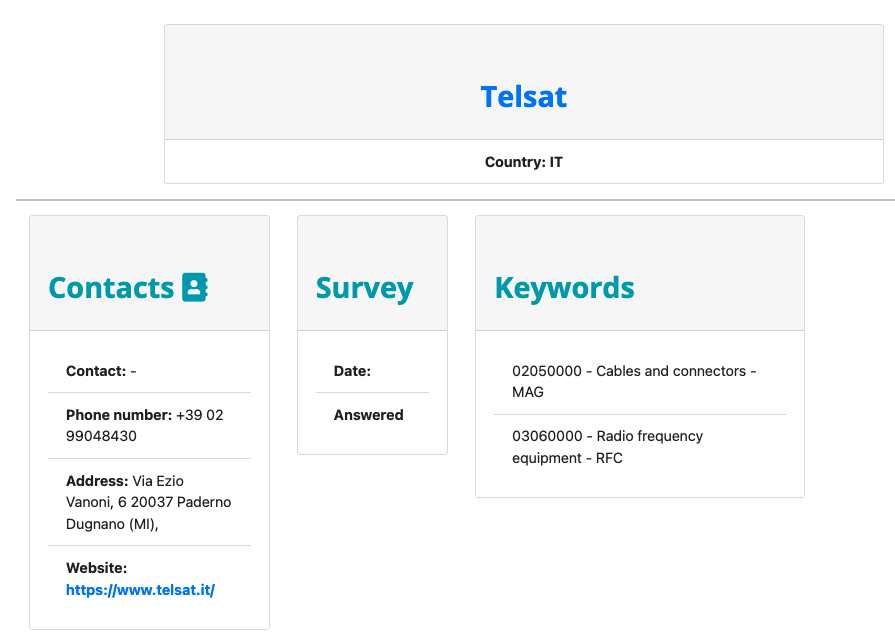 Telsat
Country: IT
Contacts
Contact: -
Phone number: +39 02
99048430
Address: Via Ezio
Vanoni, 6 20037 Paderno
Dugnano (MI),
Website:
https://www.telsat.it/
Survey
Date:
Answered
Keywords
02050000 - Cables and connectors -
MAG
03060000 - Radio frequency
equipment - RFC